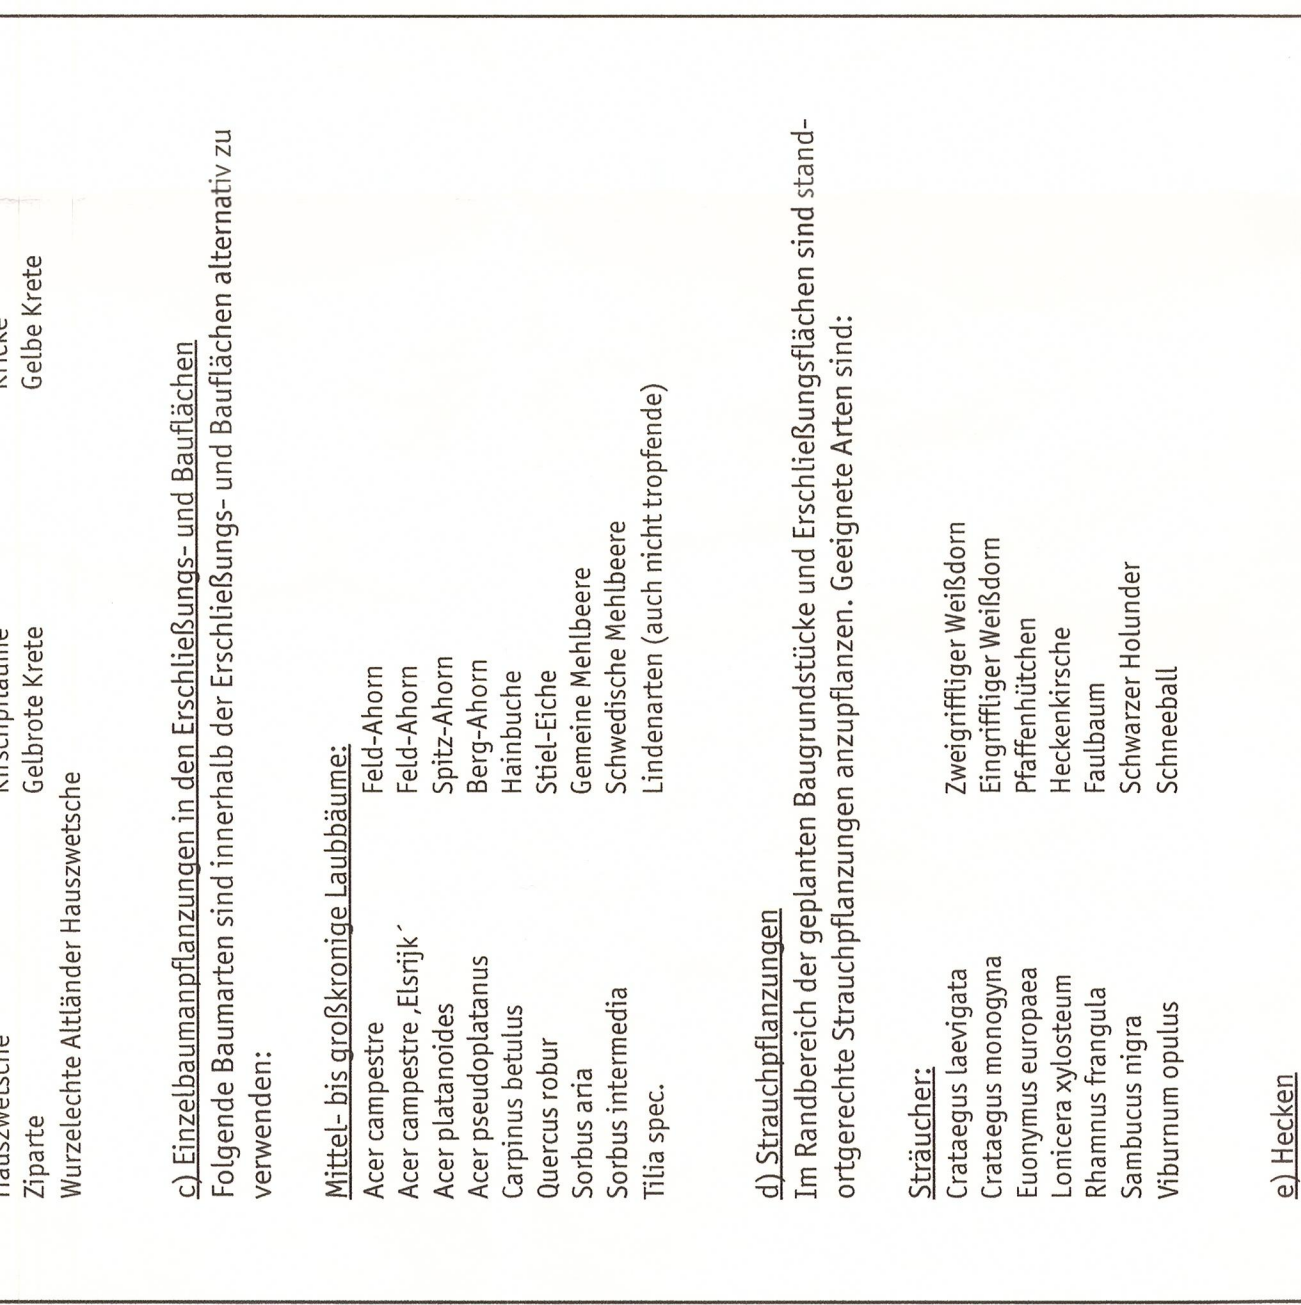 Ziparte Gelbrote Krete Gelbe Krete
Wurzelechte Altländer Hauszwetsche
c) Einzelbaumanpflanzungen in den Erschließungs- und Bauflächen
Folgende Baumarten sind innerhalb der Erschließungs- und Bauflächen alternativ zu
verwenden:
Mittel- bis großkronige Laubbäume:
Acer campestre Feld-Ahorn
Acer campestre ‚Elsrijk´ Feld-Ahorn
Acer platanoides Spitz-Ahorn
Acer pseudoplatanus Berg-Ahorn
Carpinus betulus Hainbuche
Quercus robur Stiel-Eiche
Sorbus aria Gemeine Mehlbeere
Sorbus intermedia Schwedische Mehlbeere
Tilia spec. Lindenarten (auch nicht tropfende)
d) Strauchpflanzungen
Im Randbereich der geplanten Baugrundstücke und Erschließungsflächen sind stand-
ortgerechte Strauchpflanzungen anzupflanzen. Geeignete Arten sind:
Sträucher:
Crataegus laevigata Zweigriffliger Weißdorn
Crataegus monogyna Eingriffliger Weißdorn
Euonymus europaea Pfaffenhütchen
Lonicera xylosteum Heckenkirsche
Rhamnus frangula Faulbaum
Sambucus nigra Schwarzer Holunder
Viburnum opulus Schneeball
e) Hecken